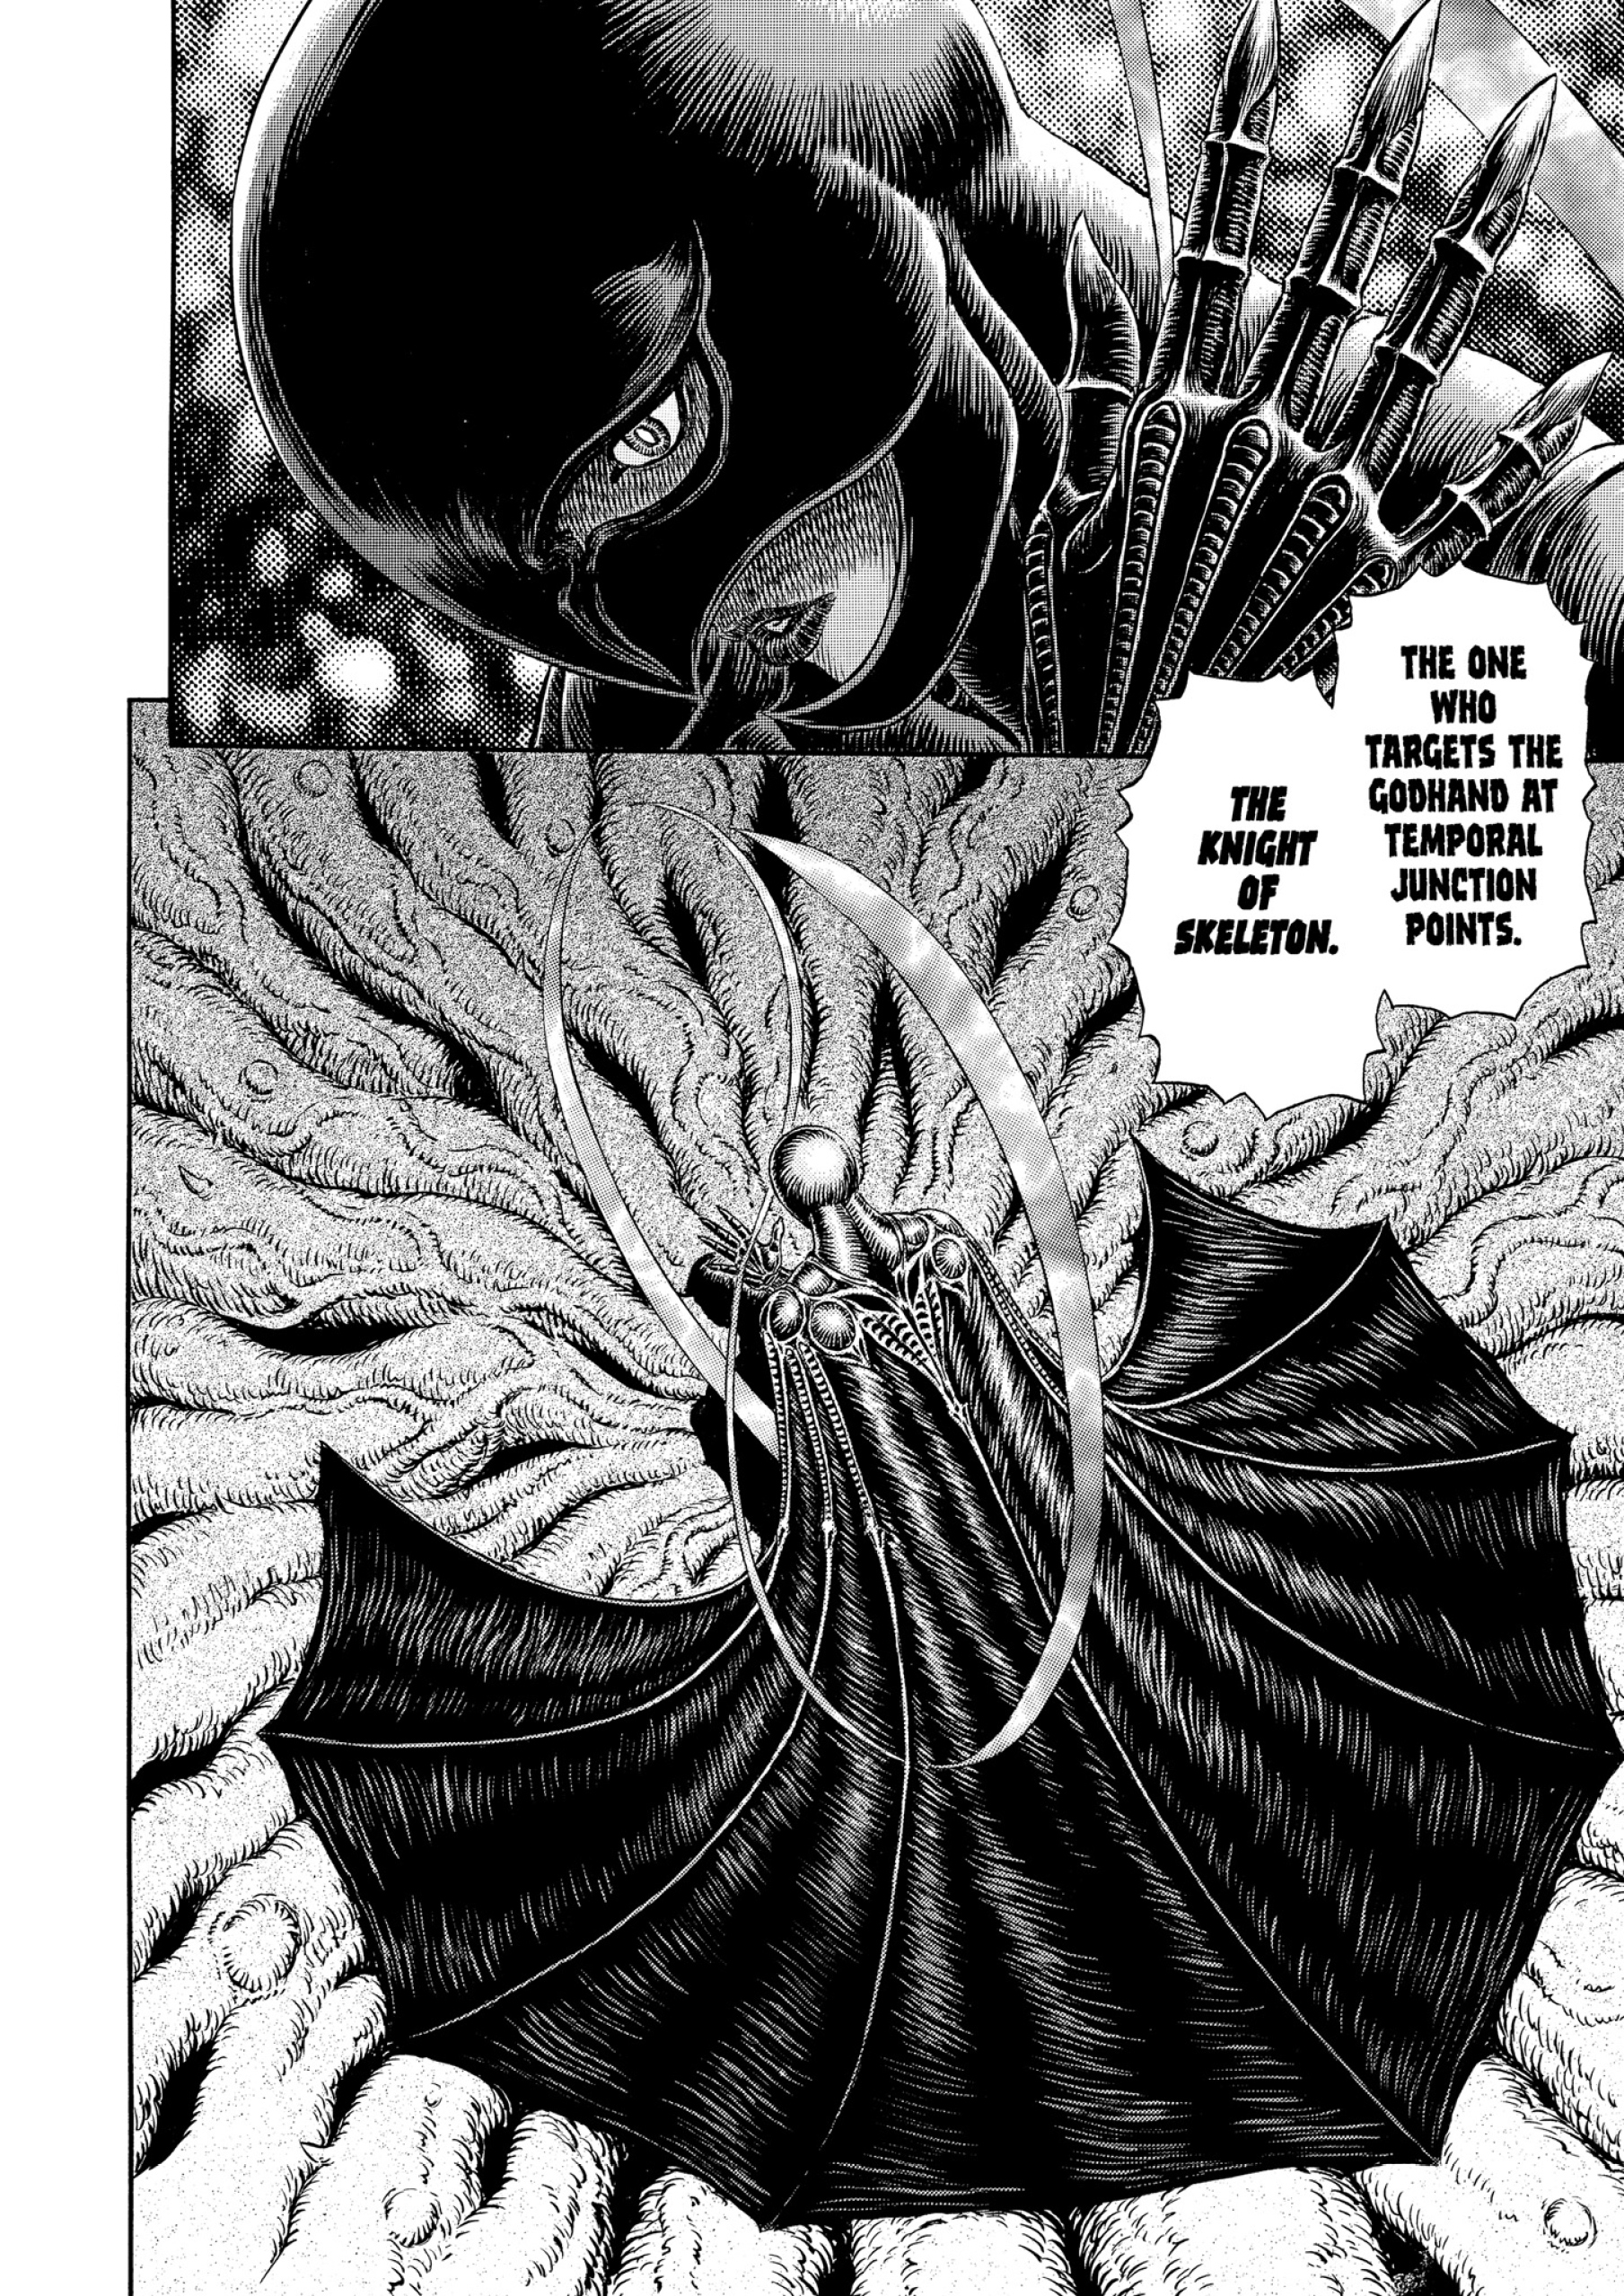 THE ONE
WHO
TARGETS THE
GODHAND AT
TEMPORAL
JUNCTION
POINTS.
THE
KNIGHT
OF
SKELETON.